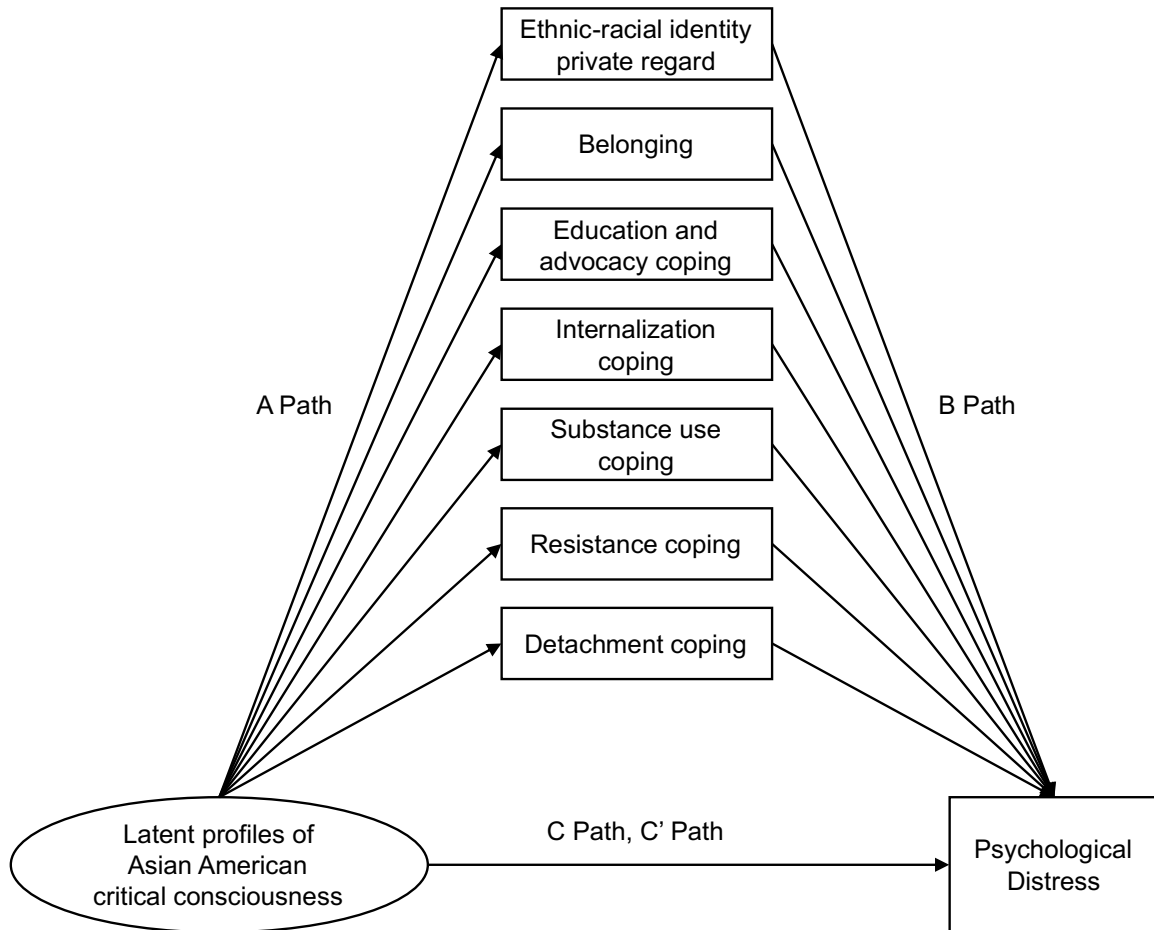 Ethnic-racial identity
private regard
Belonging
Education and
advocacy coping
Internalization
coping
A Path
B Path
Substance use
coping
Resistance coping
Detachment coping
C Path, C’ Path
Latent profiles of
Asian American
critical consciousness
Psychological
Distress